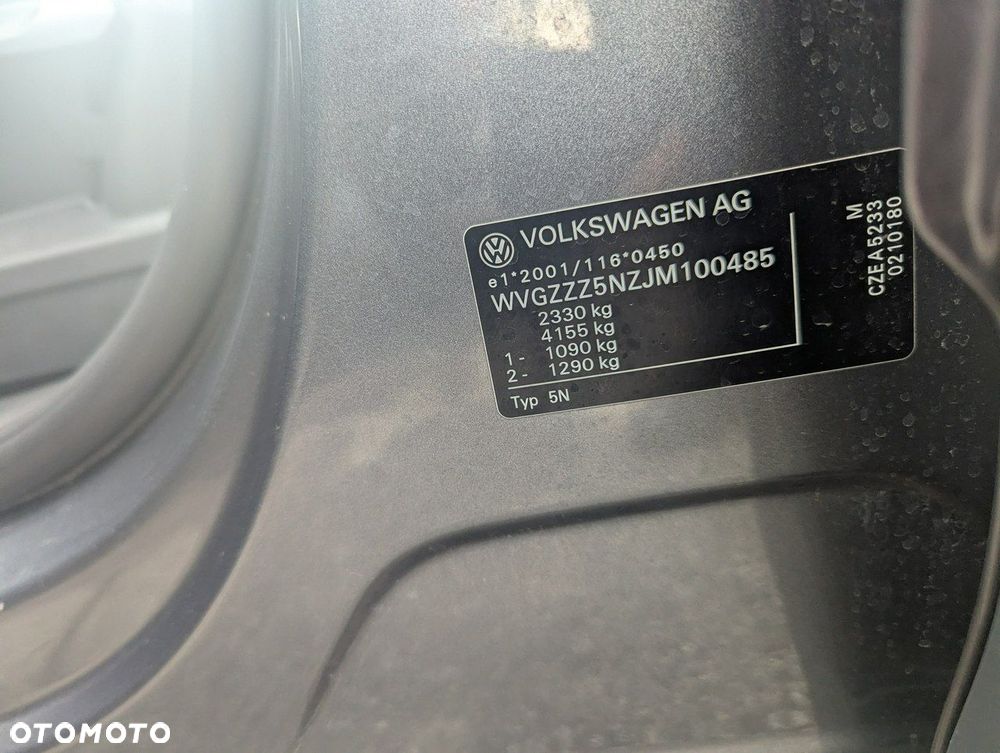 VOLKSWAGEN AG
e1*2001/116*0450
WVGZZZ5NZJM100485
2330 kg
4155 kg
1- 1090 kg
2- 1290 kg
Typ 5N
M
CZEA5233
0210180
OTOMOTO